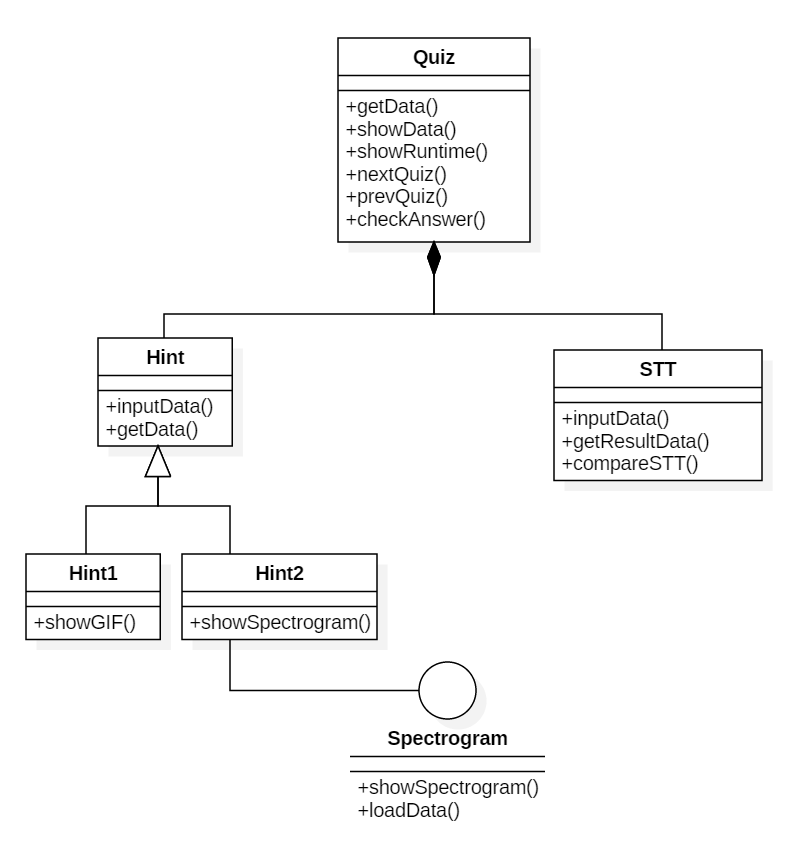 Quiz
+getData()
+showData()
+showRuntime()
+nextQuiz()
+prevQuiz()
+checkAnswer()
Hint
+inputData()
+getData()
STT
+inputData()
+getResultData()
+compareSTT()
Hint1
+showGIF()
Hint2
+showSpectrogram()
Spectrogram
+showSpectrogram()
+loadData()